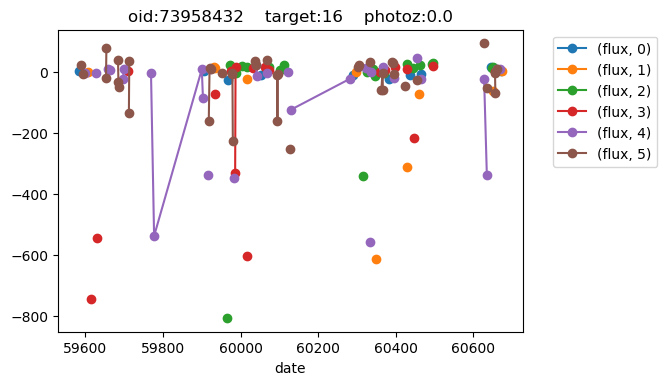 oid:73958432    target:16    photoz:0.0
0
−200
−400
−600
−800
59600
59800
60000
60200
60400
60600
date
(flux, 0)
(flux, 1)
(flux, 2)
(flux, 3)
(flux, 4)
(flux, 5)